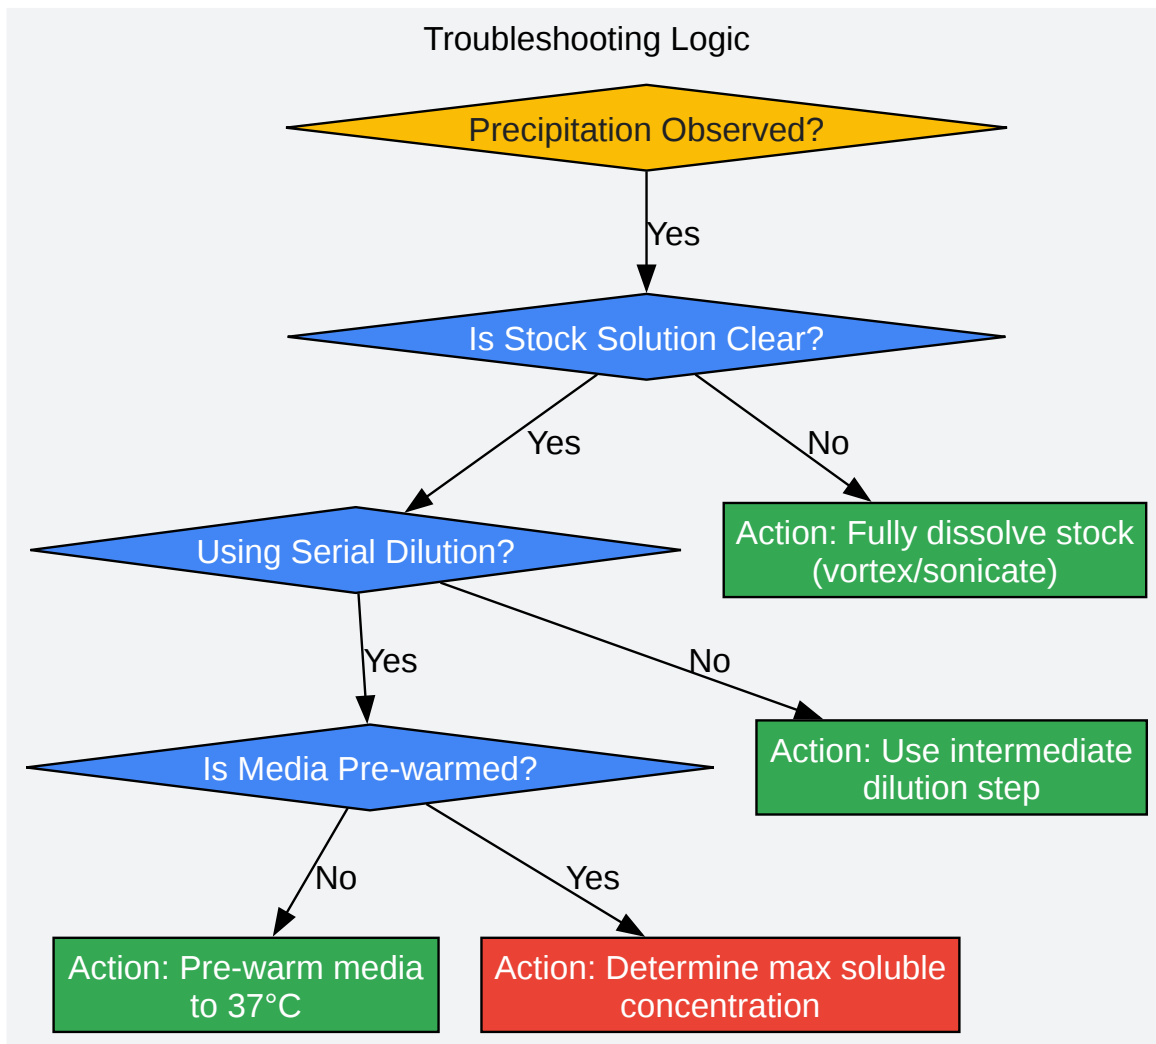 Troubleshooting Logic
Precipitation Observed?
Yes
Is Stock Solution Clear?
Yes
No
Action: Fully dissolve stock
(vortex/sonicate)
Using Serial Dilution?
Yes
No
Action: Use intermediate
dilution step
Is Media Pre-warmed?
No
Yes
Action: Pre-warm media
to 37°C
Action: Determine max soluble
concentration